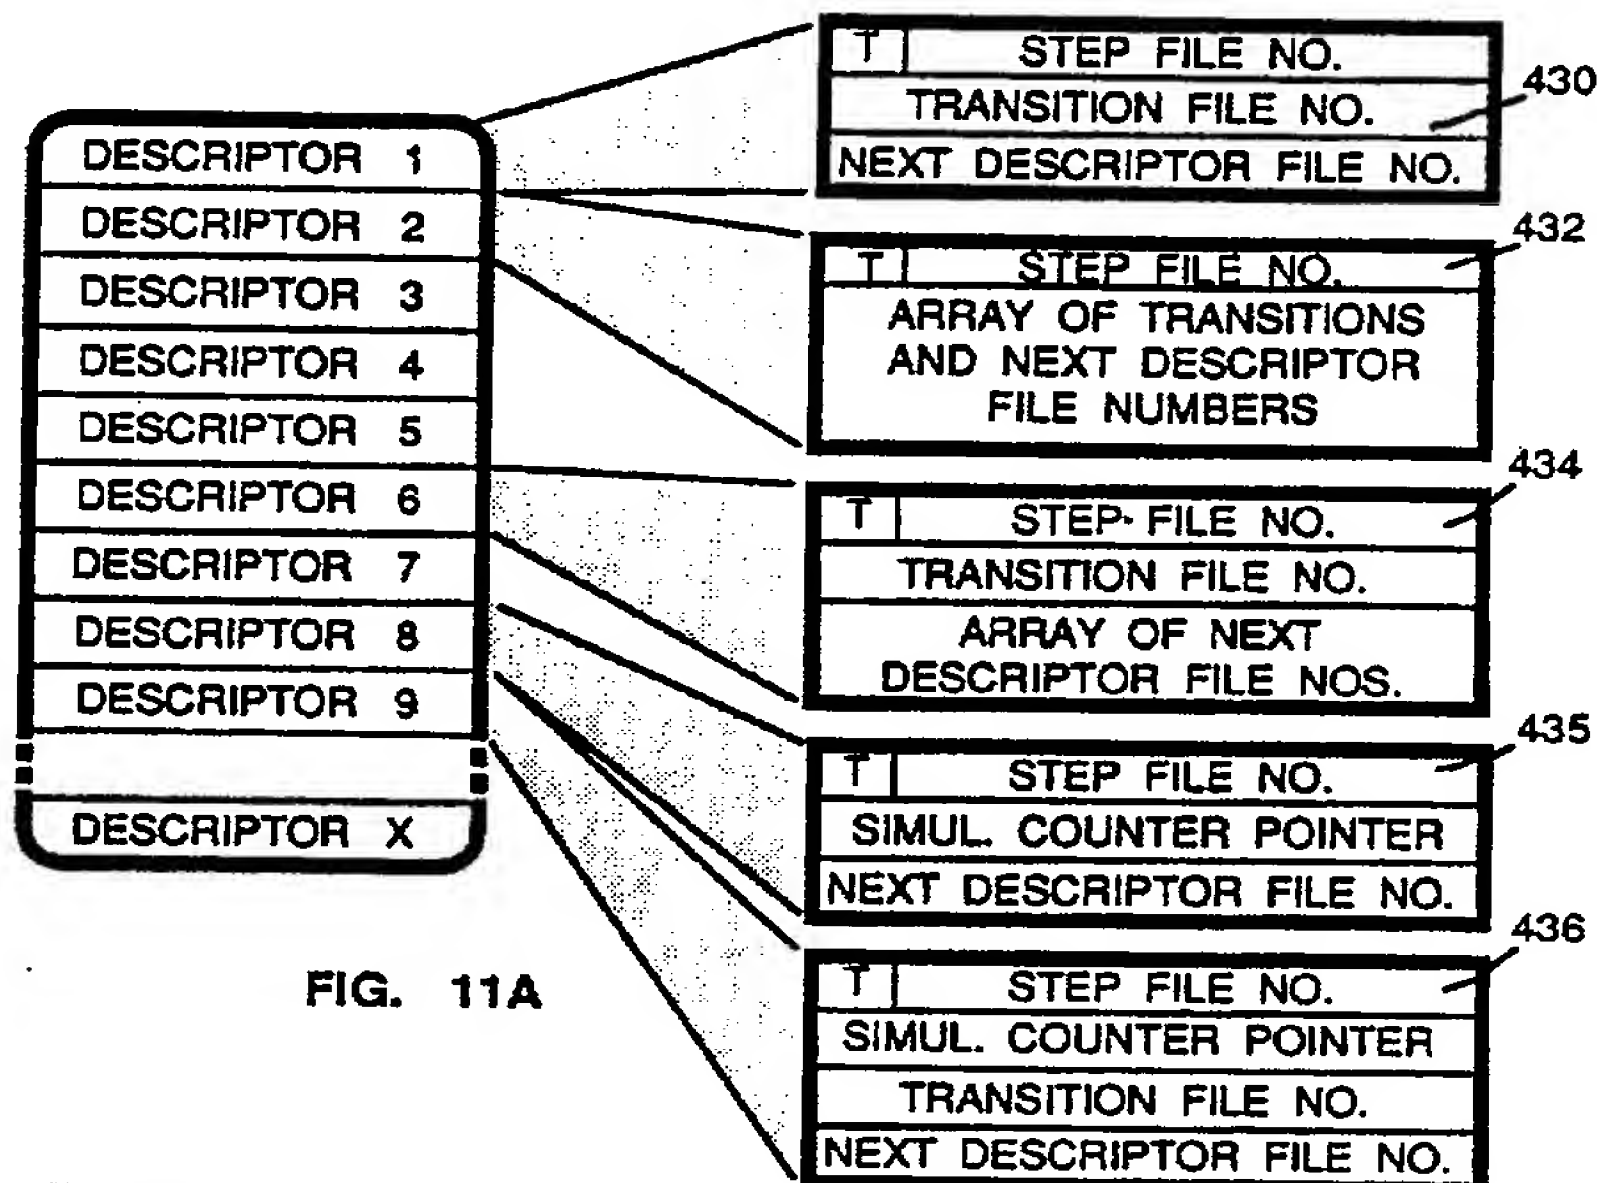 DESCRIPTOR 1
DESCRIPTOR 2
DESCRIPTOR 3
DESCRIPTOR 4
DESCRIPTOR 5
DESCRIPTOR 6
DESCRIPTOR 7
DESCRIPTOR 8
DESCRIPTOR 9
DESCRIPTOR X
T STEP FILE NO.
TRANSITION FILE NO.
NEXT DESCRIPTOR FILE NO.
430
T STEP FILE NO.
ARRAY OF TRANSITIONS
AND NEXT DESCRIPTOR
FILE NUMBERS
432
T STEP FILE NO.
TRANSITION FILE NO.
ARRAY OF NEXT
DESCRIPTOR FILE NOS.
434
T STEP FILE NO.
SIMUL. COUNTER POINTER
NEXT DESCRIPTOR FILE NO.
435
T STEP FILE NO.
SIMUL. COUNTER POINTER
TRANSITION FILE NO.
NEXT DESCRIPTOR FILE NO.
436
FIG. 11A